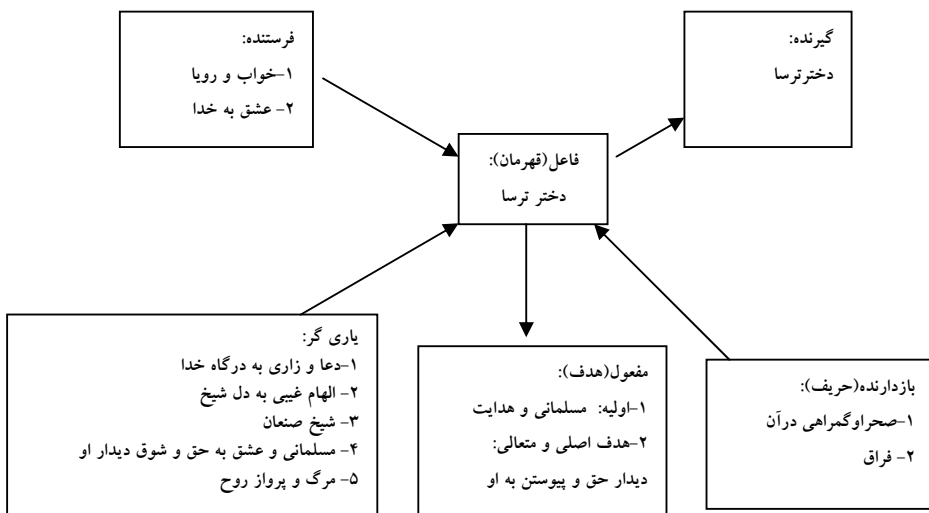 گیرنده:
دخترترسا
فرستنده:
۱-خواب و رویا
۲- عشق به خدا
فاعل(قهرمان):
دختر ترسا
بازدارنده(حریف):
۱-صحراوگمراهی درآن
۲- فراق
مفعول(هدف):
۱-اولیه: مسلمانی و هدایت
۲-هدف اصلی و متعالی:
دیدار حق و پیوستن به او
یاری گر:
۱-دعا و زاری به درگاه خدا
۲- الهام غیبی به دل شیخ
۳- شیخ صنعان
۴- مسلمانی و عشق به حق و شوق دیدار او
۵- مرگ و پرواز روح